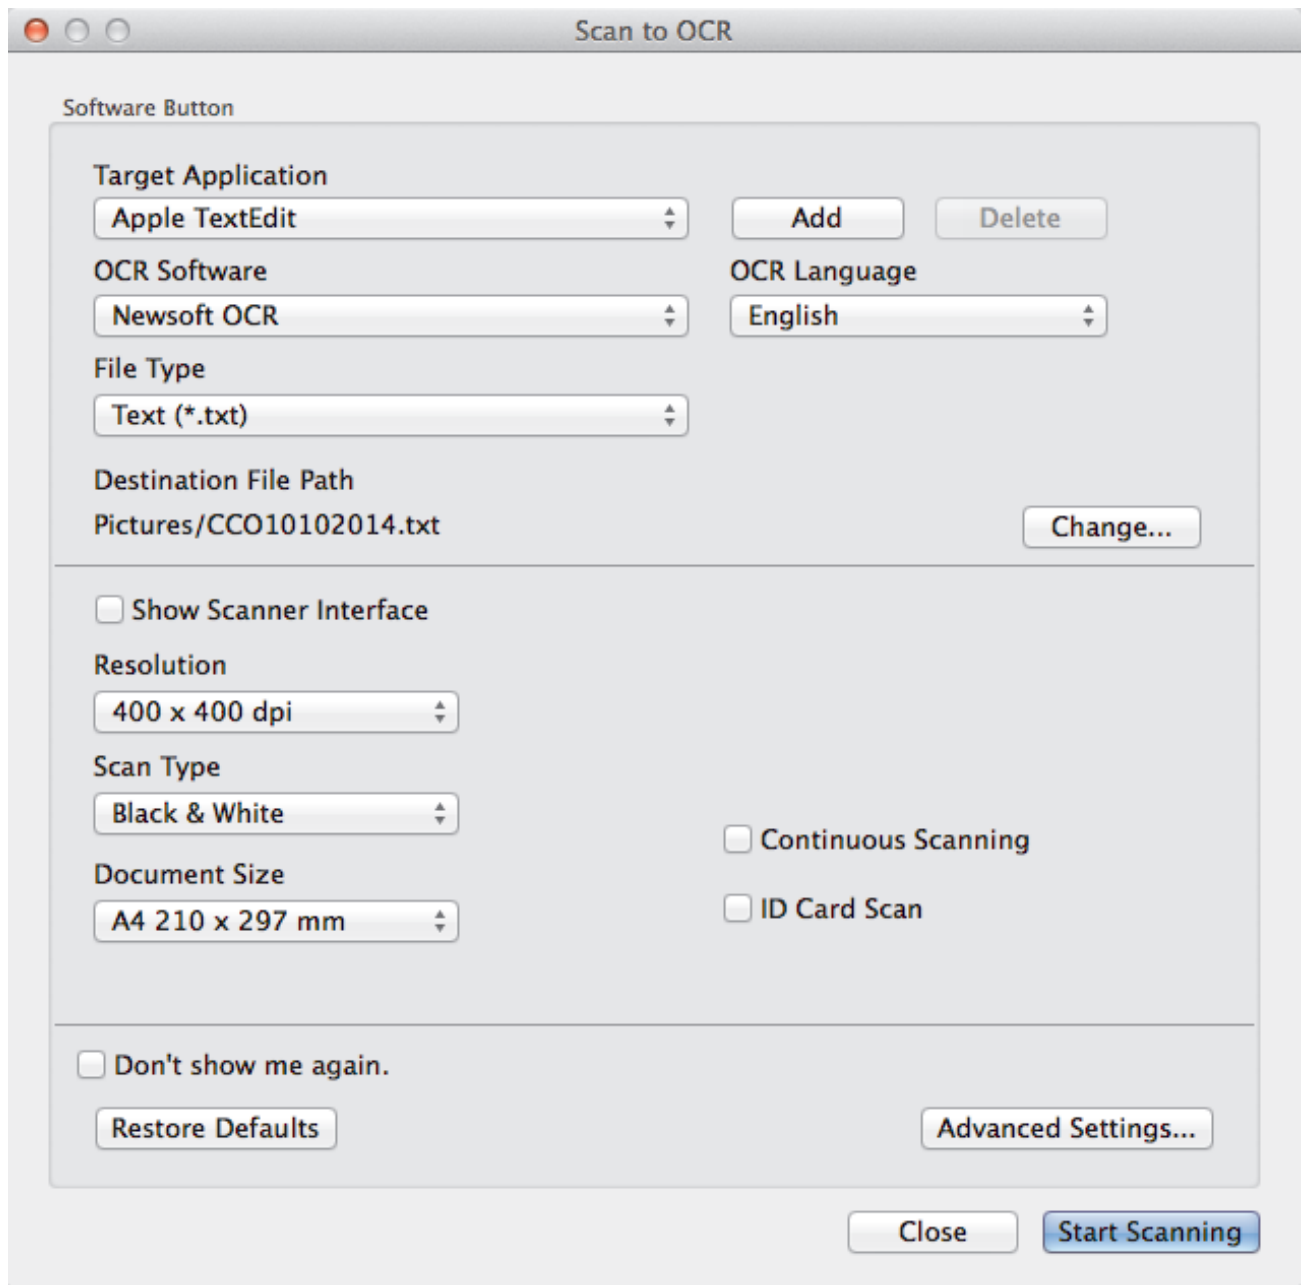 Scan to OCR
Software Button
Target Application
Apple TextEdit Add Delete
OCR Software OCR Language
Newsoft OCR English
File Type
Text (*.txt)
Destination File Path
Pictures/CCO10102014.txt Change...
Show Scanner Interface
Resolution
400 x 400 dpi
Scan Type
Black & White
Continuous Scanning
Document Size
A4 210 x 297 mm
ID Card Scan
Don't show me again.
Restore Defaults Advanced Settings...
Close Start Scanning